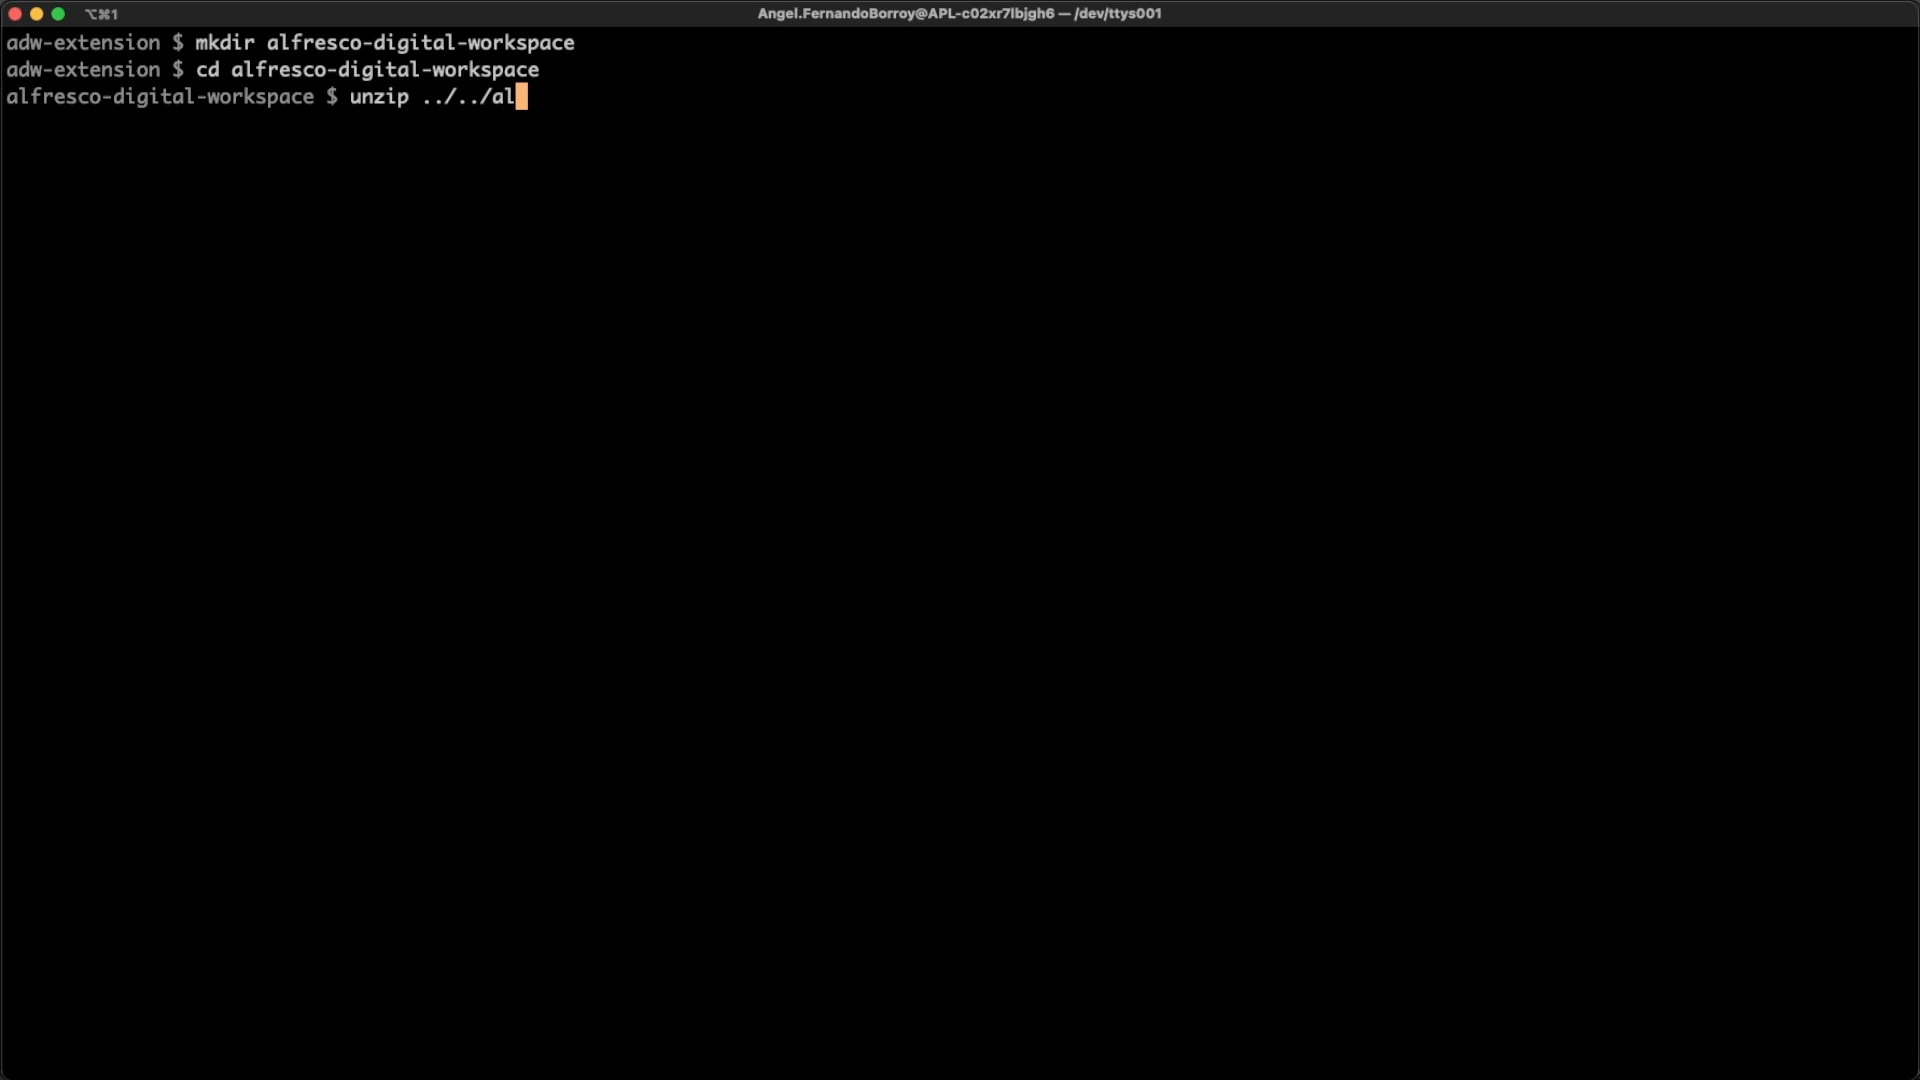 ⌥⌘1
Angel.FernandoBorroy@APL-c02xr7lbjgh6 — /dev/ttys001
adw-extension $ mkdir alfresco-digital-workspace
adw-extension $ cd alfresco-digital-workspace
alfresco-digital-workspace $ unzip ../../al